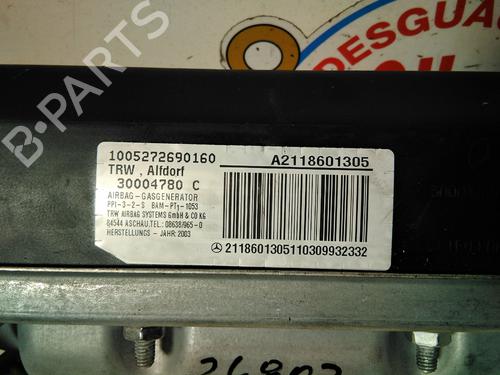 DESGUA
1005272690160 A2118601305
TRW , Alfdorf
30004780 C
AIRBAG-GASGENERATOR
PPI-3-2-S BAM-PT1-1053
TRW AIRBAG SYSTEMS GmbH & CO KG
84544 ASCHAU.TEL.: 08638/965-0
HERSTELLUNGS - JAHR: 2003
2118601305110309932332
B-PARTS
26802